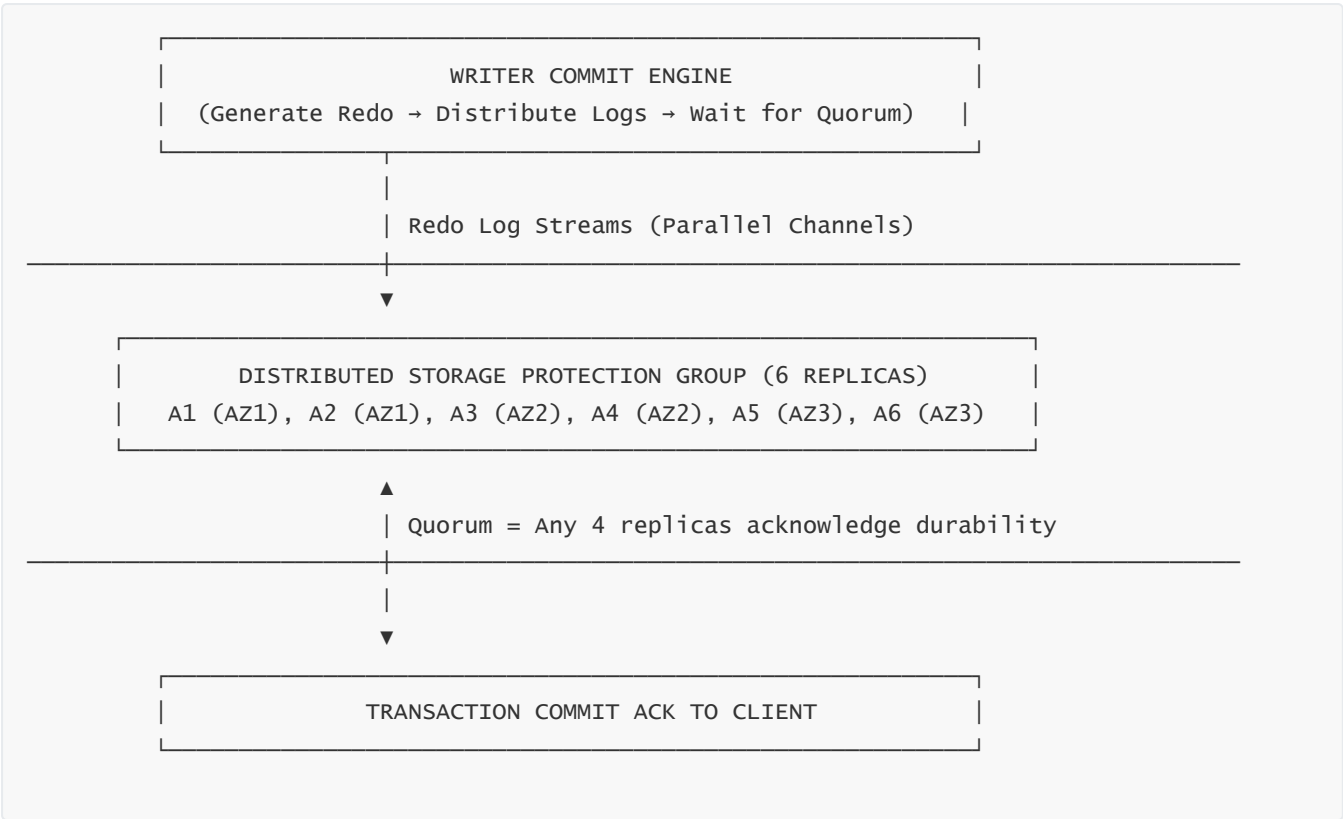 WRITER COMMIT ENGINE
(Generate Redo → Distribute Logs → Wait for Quorum)
Redo Log Streams (Parallel Channels)
DISTRIBUTED STORAGE PROTECTION GROUP (6 REPLICAS)
A1 (AZ1), A2 (AZ1), A3 (AZ2), A4 (AZ2), A5 (AZ3), A6 (AZ3)
Quorum = Any 4 replicas acknowledge durability
TRANSACTION COMMIT ACK TO CLIENT